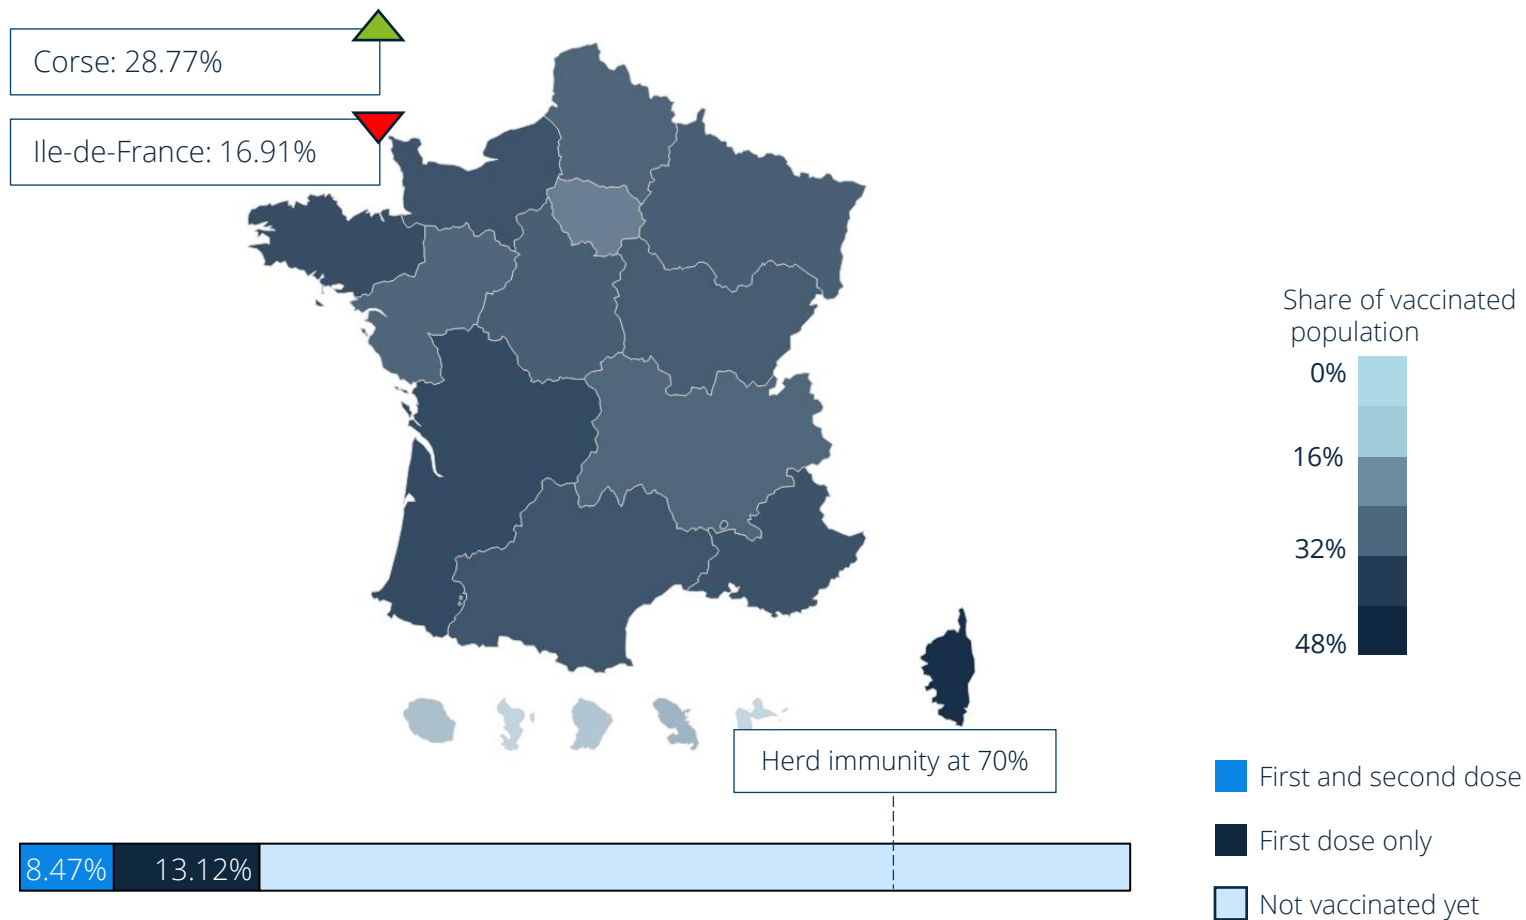 Corse: 28.77%
Ile-de-France: 16.91%
Share of vaccinated
population
0%
16%
32%
48%
Herd immunity at 70%
First and second dose
First dose only
Not vaccinated yet
8.47%
13.12%